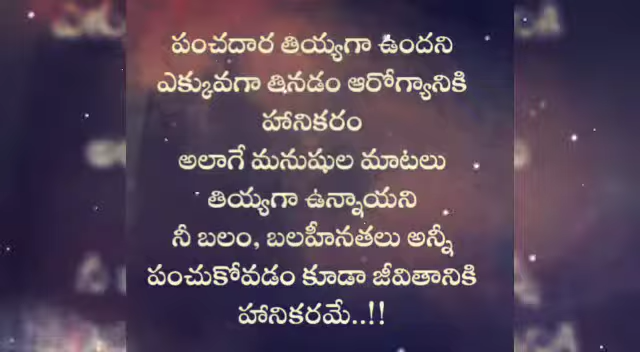 పంచదార తియ్యగా ఉందని
ఎక్కువగా తినడం ఆరోగ్యానికి
హానికరం
అలాగే మనుషుల మాటలు
తియ్యగా ఉన్నాయని
నీ బలం, బలహీనతలు అన్నీ
పంచుకోవడం కూడా జీవితానికి
హానికరమే..!!